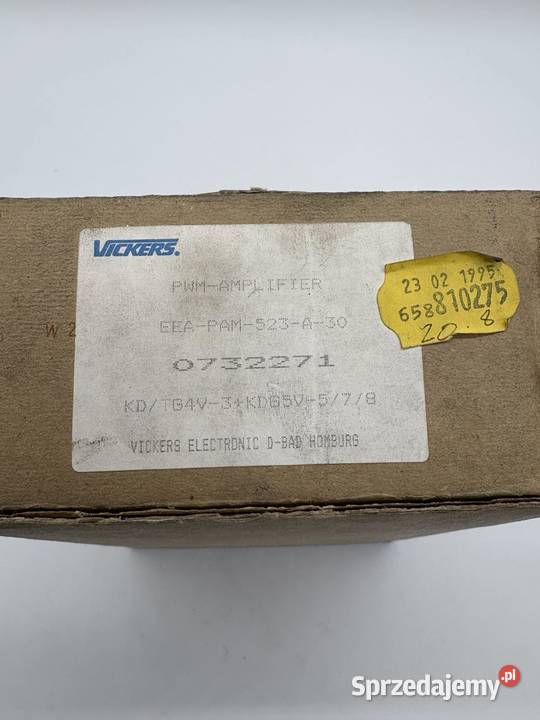 VICKERS.
PWM-AMPLIFIER
EEA-PAM-523-A-30
0732271
KD/TG4V-3+KDG5V-5/7/8
VICKERS ELECTRONIC D-BAD HOMBURG
W 2
23 02 1995
658810275
20.8
Sprzedajemy.pl